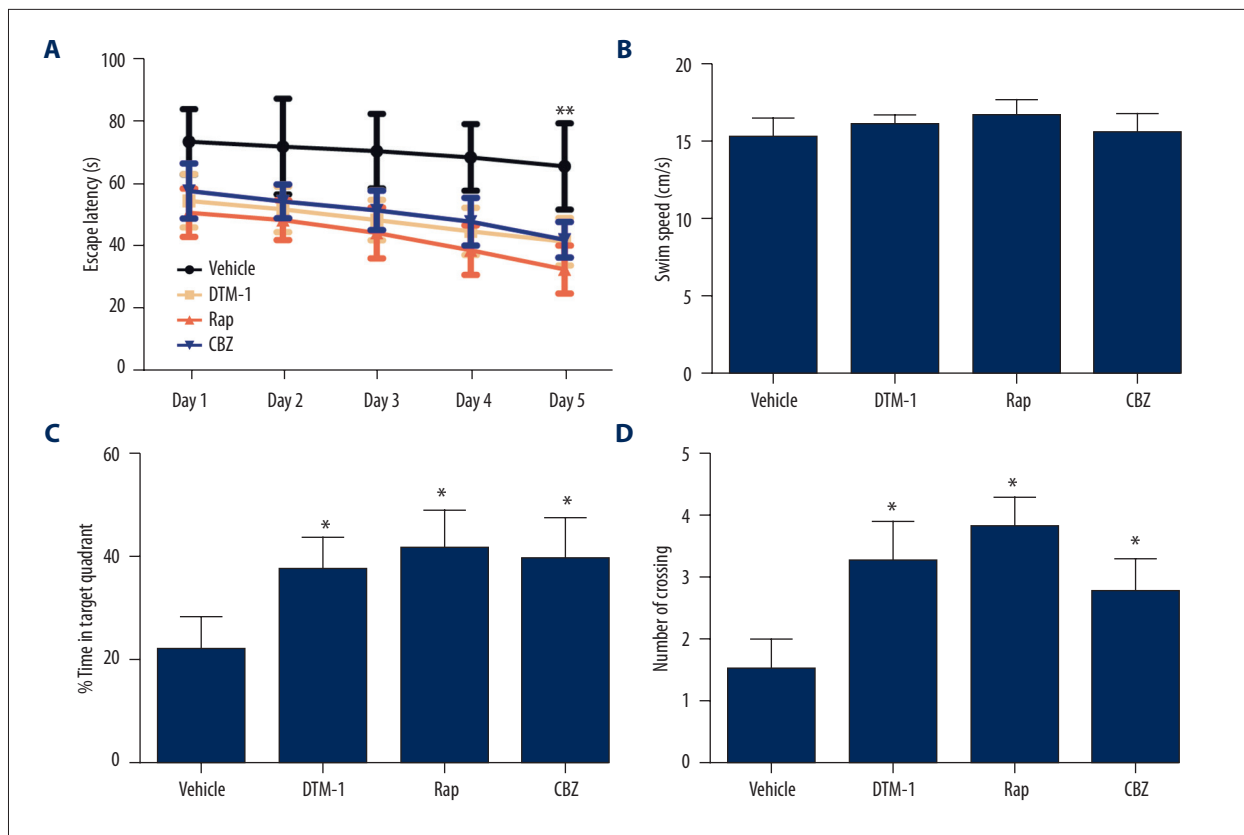 A
100
80
60
40
20
0
Escape latency (s)
**
Vehicle
DTM-1
Rap
CBZ
Day 1 Day 2 Day 3 Day 4 Day 5
B
20
15
10
5
0
Swim speed (cm/s)
Vehicle DTM-1 Rap CBZ
C
60
40
20
0
% Time in target quadrant
* * *
Vehicle DTM-1 Rap CBZ
D
5
4
3
2
1
0
Number of crossing
* * *
Vehicle DTM-1 Rap CBZ